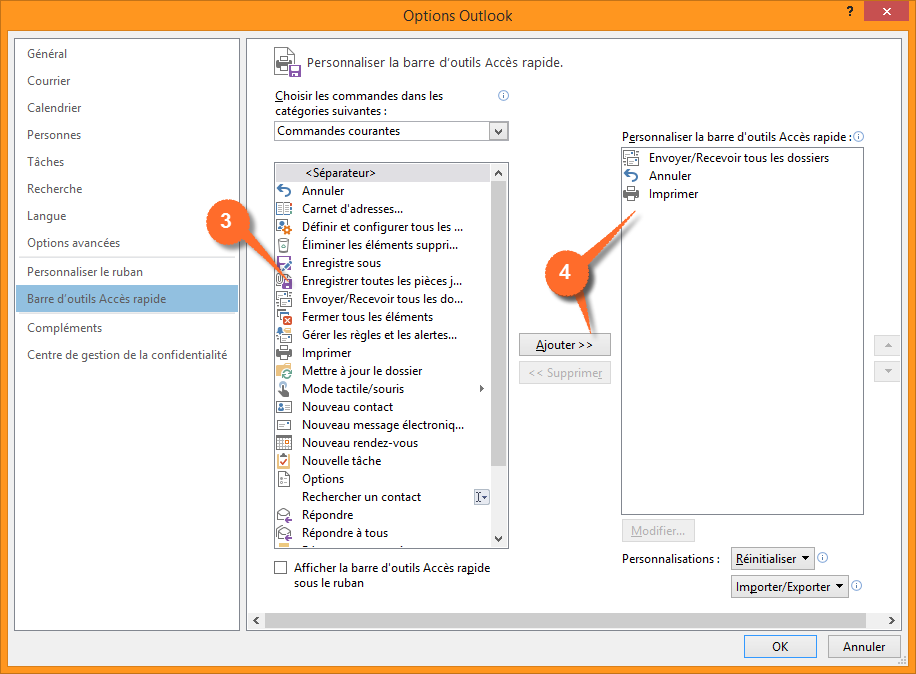 Options Outlook
?
Général
Courrier
Calendrier
Personnes
Tâches
Recherche
Langue
Options avancées
Personnaliser le ruban
Barre d'outils Accès rapide
Compléments
Centre de gestion de la confidentialité
Personnaliser la barre d'outils Accès rapide.
Choisir les commandes dans les
catégories suivantes :
Commandes courantes
<Séparateur>
Annuler
Carnet d'adresses...
Définir et configurer tous les ...
Éliminer les éléments suppri...
Enregistre sous
Enregistrer toutes les pièces j...
Envoyer/Recevoir tous les do...
Fermer tous les éléments
Gérer les règles et les alertes...
Imprimer
Mettre à jour le dossier
Mode tactile/souris
Nouveau contact
Nouveau message électroniq...
Nouveau rendez-vous
Nouvelle tâche
Options
Rechercher un contact
Répondre
Répondre à tous
3
Afficher la barre d'outils Accès rapide
sous le ruban
4
Ajouter >>
<< Supprimer
Personnaliser la barre d'outils Accès rapide :
Envoyer/Recevoir tous les dossiers
Annuler
Imprimer
Modifier...
Personnalisations :
Réinitialiser
Importer/Exporter
OK
Annuler